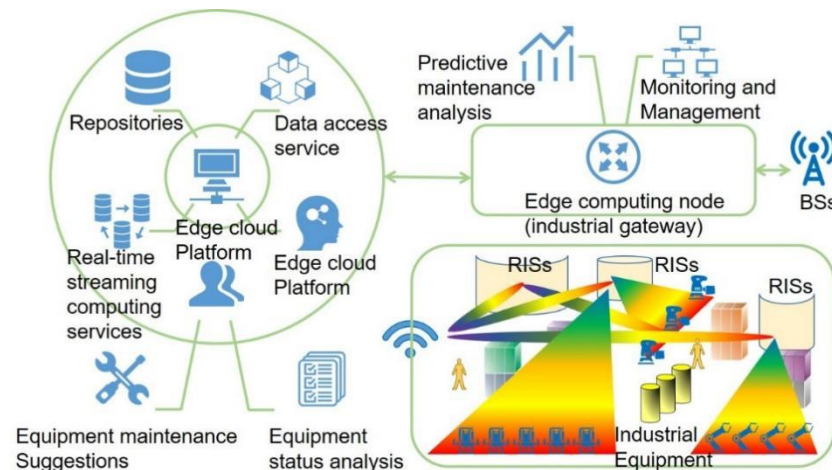 Repositories
Data access
service
Edge cloud
Platform
Real-time
streaming
computing
services
Edge cloud
Platform
Equipment maintenance
Suggestions
Equipment
status analysis
Predictive
maintenance
analysis
Monitoring and
Management
Edge computing node
(industrial gateway)
BSs
RISs
RISs
RISs
Industrial
Equipment